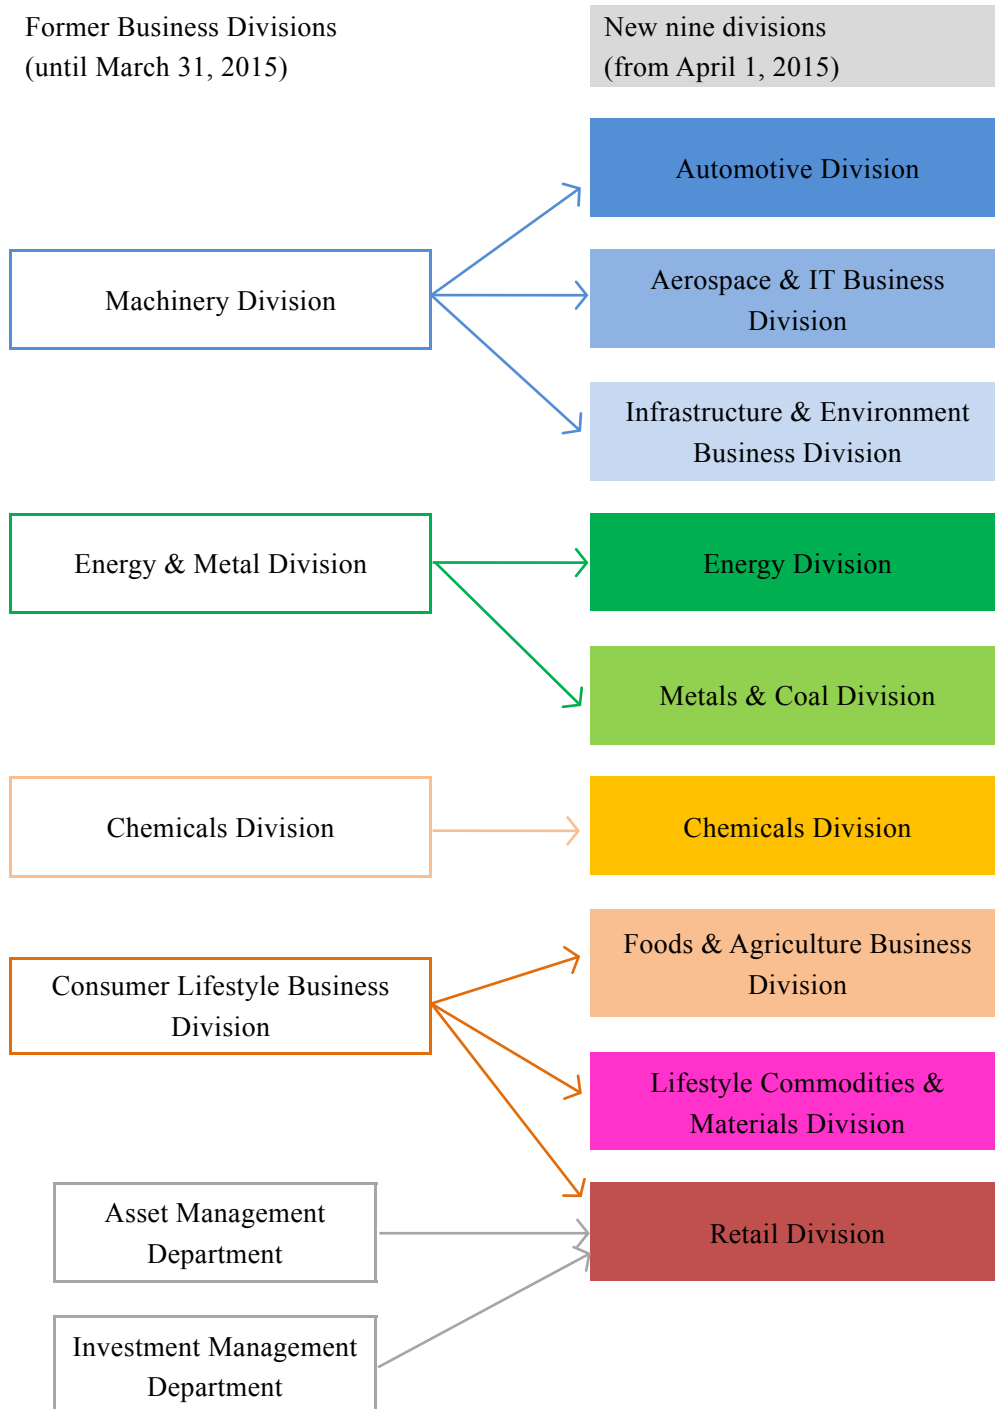 Former Business Divisions
(until March 31, 2015)
New nine divisions
(from April 1, 2015)
Automotive Division
Machinery Division
Aerospace & IT Business
Division
Infrastructure & Environment
Business Division
Energy & Metal Division
Energy Division
Metals & Coal Division
Chemicals Division
Chemicals Division
Foods & Agriculture Business
Division
Consumer Lifestyle Business
Division
Lifestyle Commodities &
Materials Division
Asset Management
Department
Retail Division
Investment Management
Department